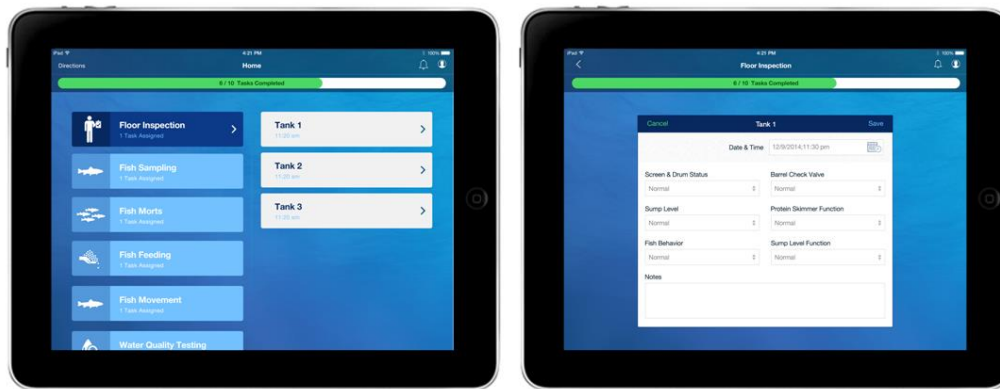 iPad
4:21 PM
100%
Directions
Home
6 / 10 Tasks Completed
Floor Inspection
1 Task Assigned
Fish Sampling
1 Task Assigned
Fish Morts
1 Task Assigned
Fish Feeding
1 Task Assigned
Fish Movement
1 Task Assigned
Water Quality Testing
Tank 1
11:20 am
Tank 2
11:20 am
Tank 3
11:20 am
iPad
4:21 PM
100%
Floor Inspection
6 / 10 Tasks Completed
Cancel
Tank 1
Save
Date & Time 12/9/2014,11:30 pm
Screen & Drum Status
Barrel Check Valve
Normal
Normal
Sump Level
Protein Skimmer Function
Normal
Normal
Fish Behavior
Sump Level Function
Normal
Normal
Notes